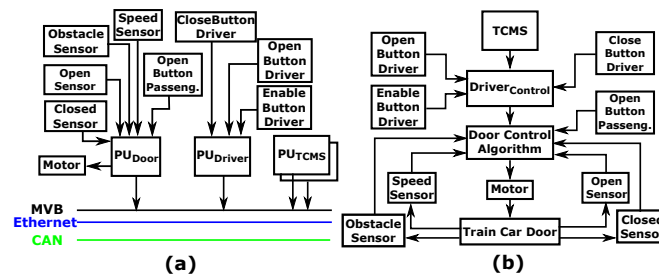 Speed
Sensor
CloseButton
Driver
Obstacle
Sensor
Open
Sensor
Open
Button
Passeng.
Open
Button
Driver
Closed
Sensor
Enable
Button
Driver
Motor
PUDoor
PUDriver
PUTCMS
MVB
Ethernet
CAN
(a)
TCMS
Open
Button
Driver
Close
Button
Driver
DriverControl
Enable
Button
Driver
Open
Button
Passeng.
Door Control
Algorithm
Speed
Sensor
Motor
Open
Sensor
Obstacle
Sensor
Train Car Door
Closed
Sensor
(b)